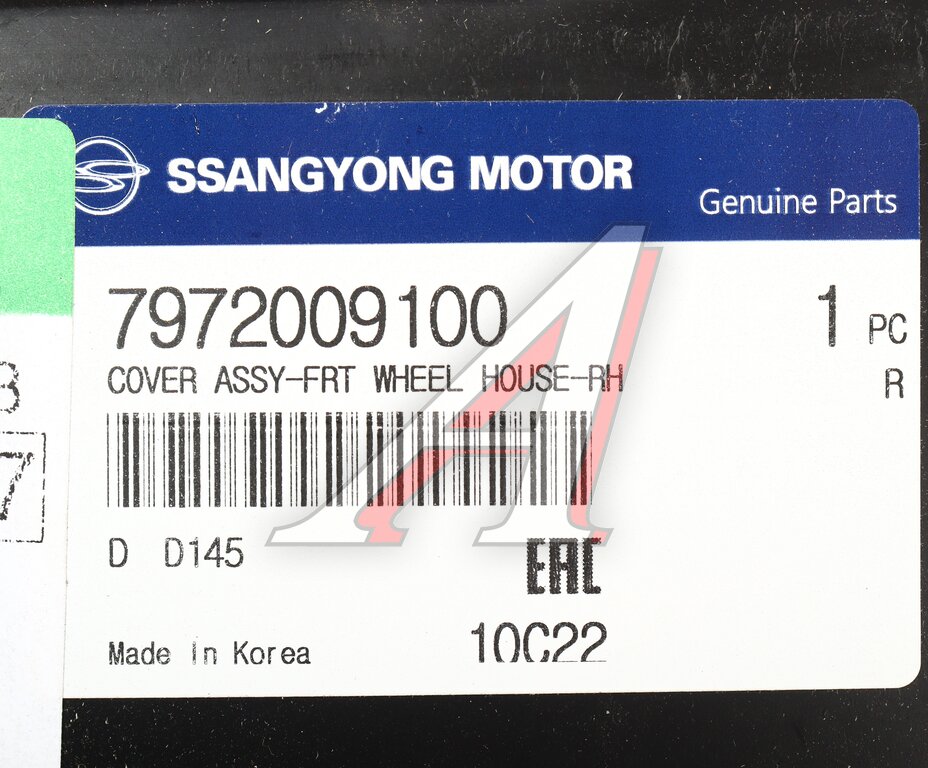 SSANGYONG MOTOR
Genuine Parts
7972009100
1 PC
COVER ASSY-FRT WHEEL HOUSE-RH
R
D D145
EAC
Made In Korea
10C22